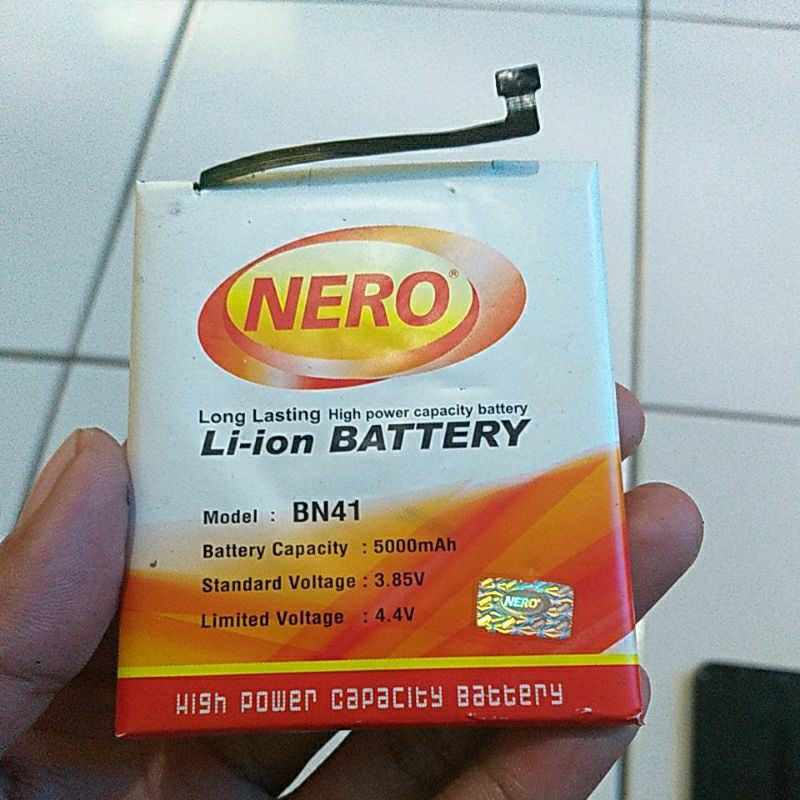 NERO®
Long Lasting High power capacity battery
Li-ion BATTERY
Model : BN41
Battery Capacity : 5000mAh
Standard Voltage : 3.85V
Limited Voltage : 4.4V
NERO®
High Power Capacity Battery